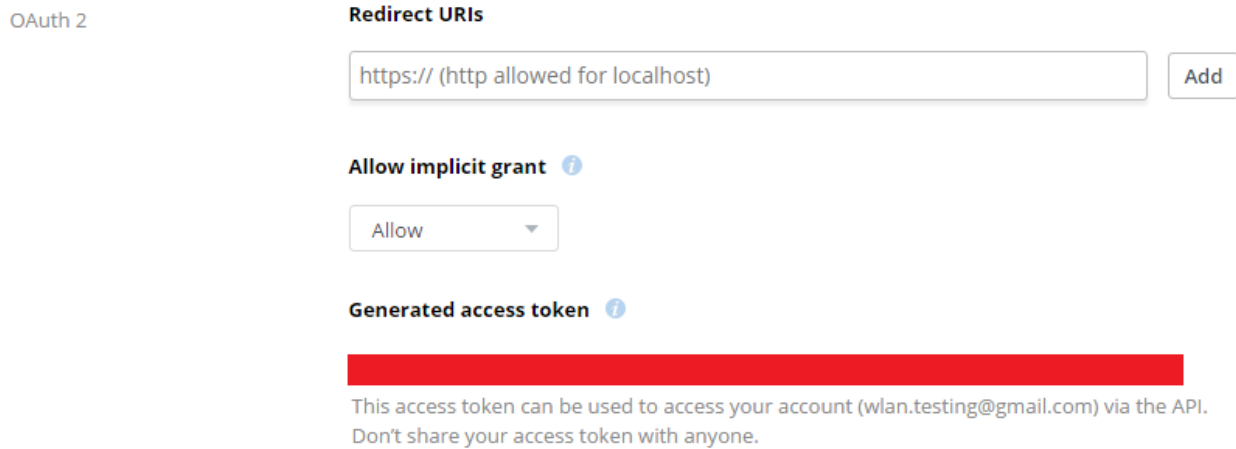 OAuth 2
Redirect URIs
https:// (http allowed for localhost)
Add
Allow implicit grant
Allow
Generated access token
This access token can be used to access your account (wlan.testing@gmail.com) via the API.
Don't share your access token with anyone.